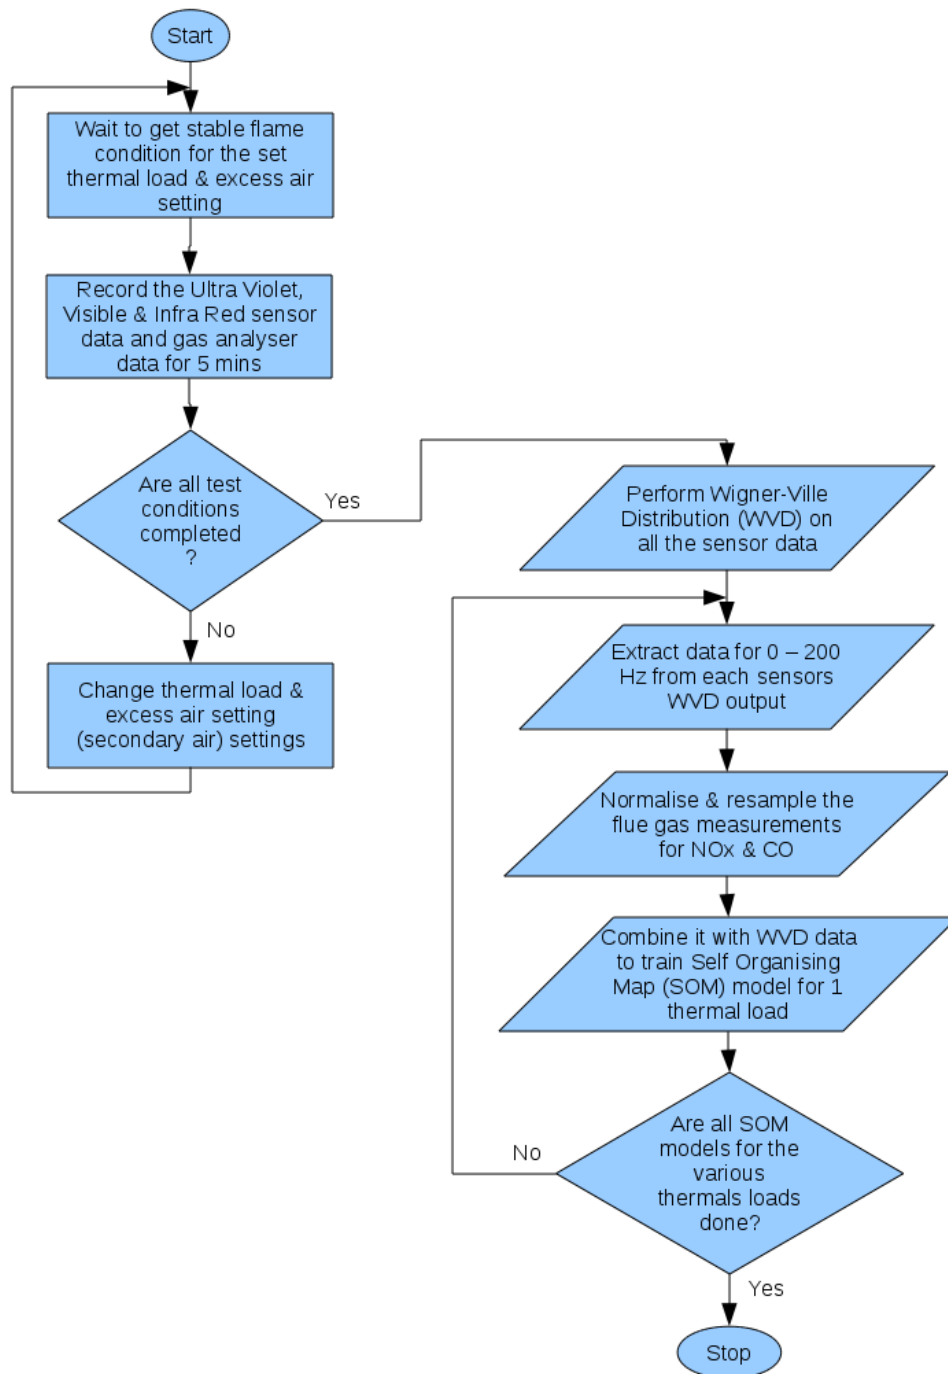 Start
Wait to get stable flame
condition for the set
thermal load & excess air
setting
Record the Ultra Violet,
Visible & Infra Red sensor
data and gas analyser
data for 5 mins
Are all test
conditions
completed
?
Yes
No
Change thermal load &
excess air setting
(secondary air) settings
Perform Wigner-Ville
Distribution (WVD) on
all the sensor data
Extract data for 0 – 200
Hz from each sensors
WVD output
Normalise & resample the
flue gas measurements
for NOx & CO
Combine it with WVD data
to train Self Organising
Map (SOM) model for 1
thermal load
Are all SOM
models for the
various
thermals loads
done?
No
Yes
Stop